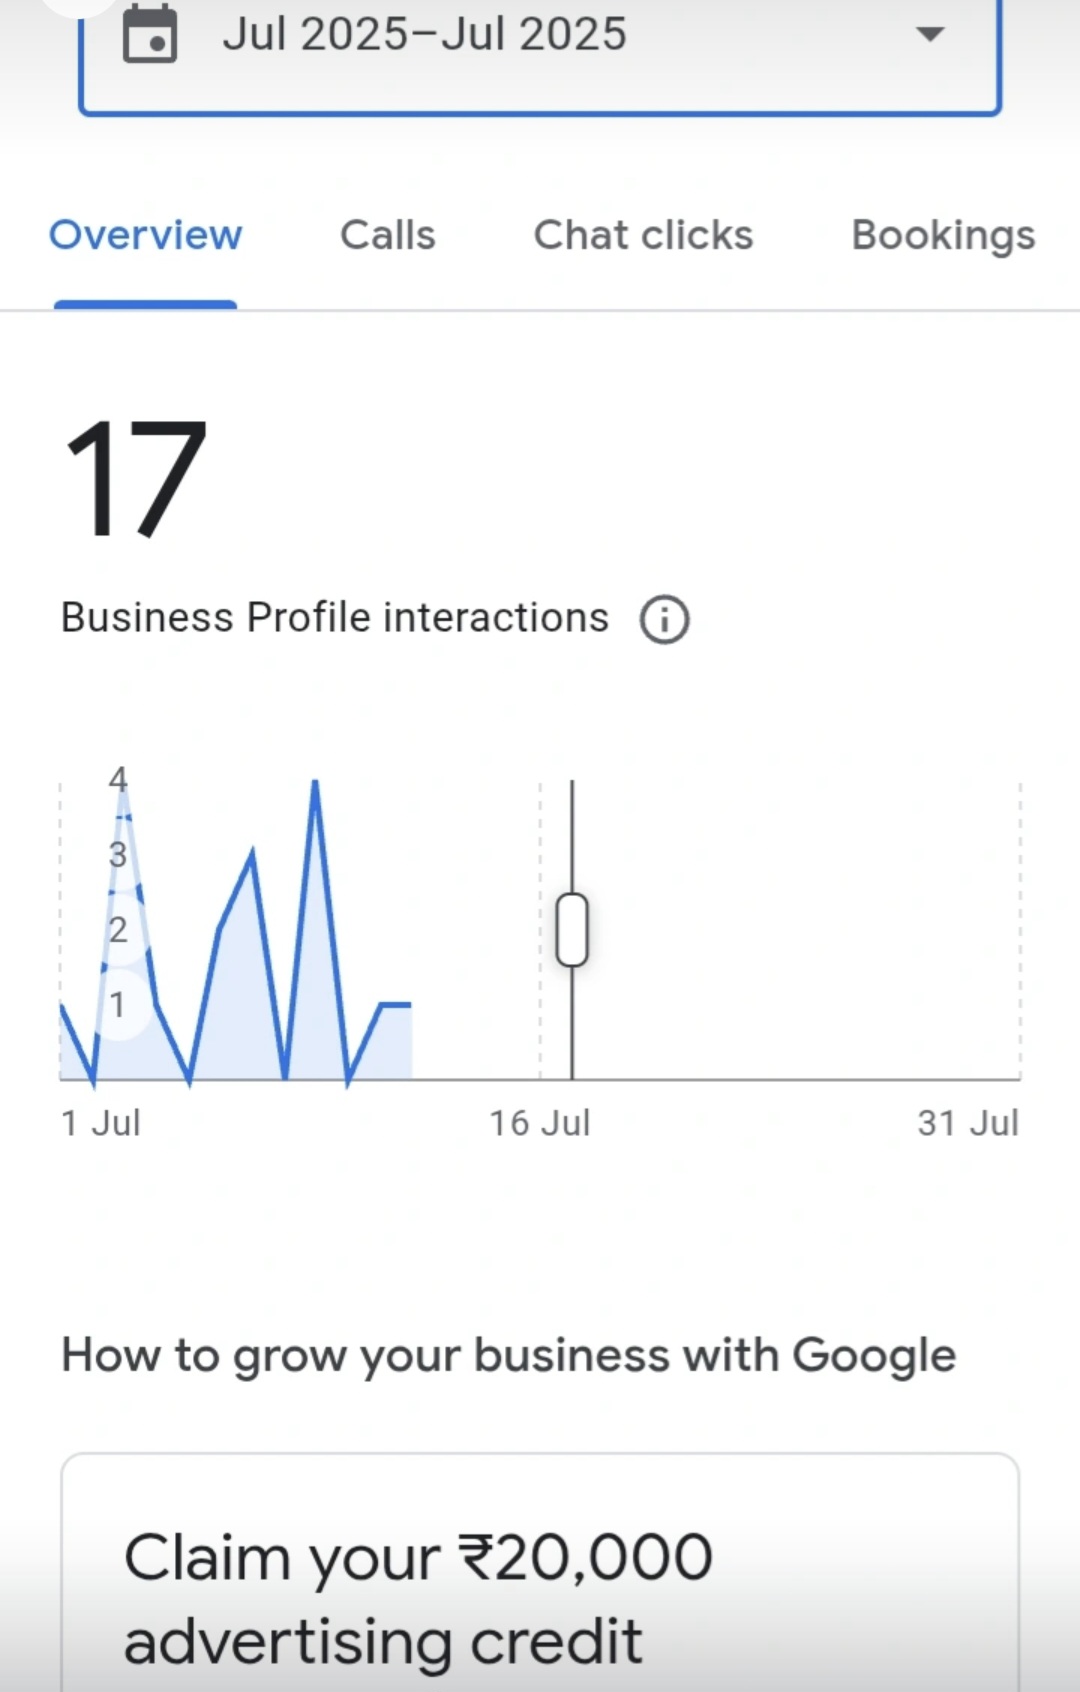 Jul 2025–Jul 2025
Overview Calls Chat clicks Bookings
17
Business Profile interactions
4
3
2
1
1 Jul 16 Jul 31 Jul
How to grow your business with Google
Claim your ₹20,000
advertising credit